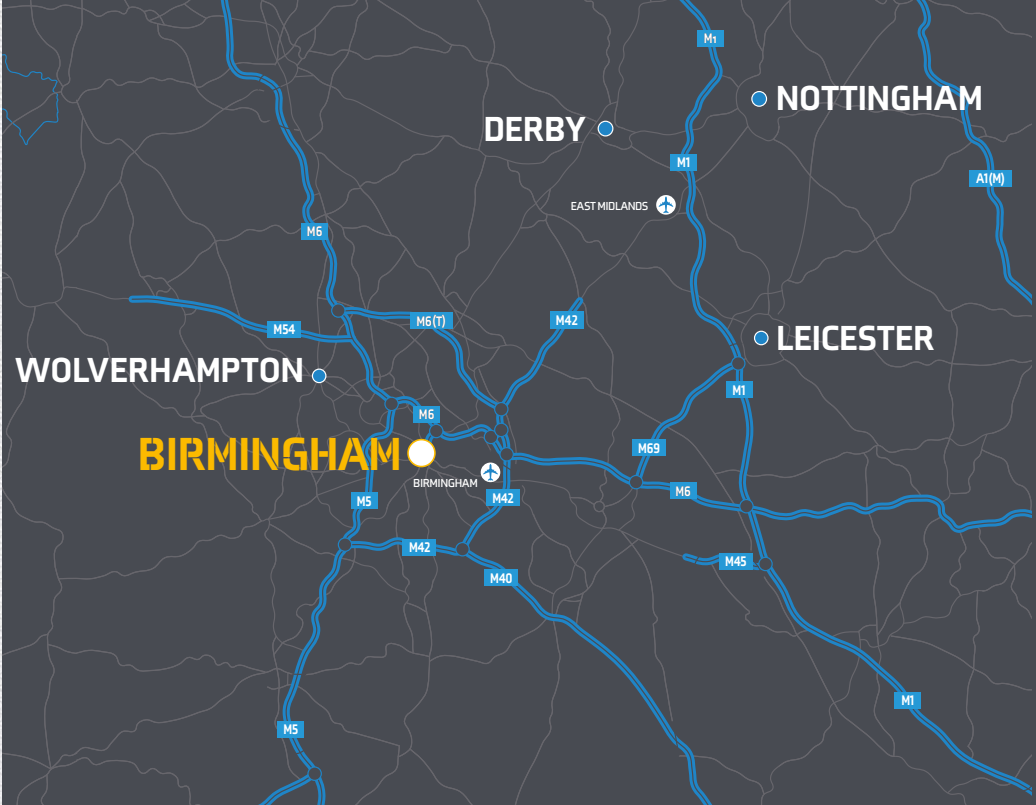 M1
NOTTINGHAM
DERBY
M1
A1(M)
EAST MIDLANDS
M6
M6(T)
M42
M54
LEICESTER
WOLVERHAMPTON
M1
M6
M69
BIRMINGHAM
BIRMINGHAM
M6
M42
M5
M42
M45
M40
M1
M5